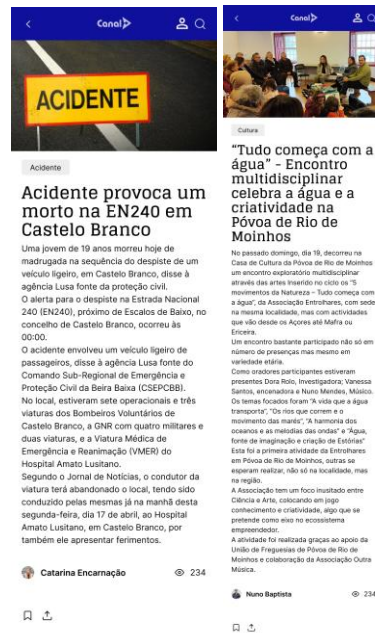 Canal
ACIDENTE
Acidente
Acidente provoca um
morto na EN240 em
Castelo Branco
Uma jovem de 19 anos morreu hoje de
madrugada na sequência do despiste de um
veículo ligeiro, em Castelo Branco, disse à
agência Lusa fonte da proteção civil.
O alerta para o despiste na Estrada Nacional
240 (EN240), próximo de Escalos de Baixo, no
concelho de Castelo Branco, ocorreu às
00:00.
O acidente envolveu um veículo ligeiro de
passageiros, disse à agência Lusa fonte do
Comando Sub-Regional de Emergência e
Proteção Civil da Beira Baixa (CSEPCBB).
No local, estiveram sete operacionais e três
viaturas dos Bombeiros Voluntários de
Castelo Branco, a GNR com quatro militares e
duas viaturas, e a Viatura Médica de
Emergência e Reanimação (VMER) do
Hospital Amato Lusitano.
Segundo o Jornal de Notícias, o condutor da
viatura terá abandonado o local, tendo sido
conduzido pelas mesmas já na manhã desta
segunda-feira, dia 17 de abril, ao Hospital
Amato Lusitano, em Castelo Branco, por
também ele apresentar ferimentos.
Catarina Encarnação
234
Canal
Cultura
“Tudo começa com a
água” - Encontro
multidisciplinar
celebra a água e a
criatividade na
Póvoa de Rio de
Moinhos
No passado domingo, dia 19, decorreu na
Casa de Cultura da Póvoa de Rio de Moinhos
um encontro exploratório multidisciplinar
através das artes Inserido no ciclo os “5
movimentos da Natureza - Tudo começa com
a água”, da Associação Entrolhares, com sede
na mesma localidade, mas com actividades
que vão desde os Açores até Mafra ou
Ericeira.
Um encontro bastante participado não só em
número de presenças mas mesmo em
variedade etária.
Como oradores participantes estiveram
presentes Dora Rolo, Investigadora; Vanessa
Santos, encenadora e Nuno Mendes, Músico.
Os temas focados foram “A vida que a água
transporta”, “Os rios que correm e o
movimento das marés”, “A harmonia dos
oceanos e as melodias das ondas” e “Água,
fonte de imaginação e criação de Estórias”
Esta foi a primeira atividade da Entrolhares
em Póvoa de Rio de Moinhos, outras se
esperam realizar, não só na localidade, mas
na região.
A Associação tem um foco inusitado entre
Ciência e Arte, colocando em jogo
conhecimento e criatividade, algo que se
pretende como eixo no ecossistema
empreendedor.
A atividade foi realizada graças ao apoio da
União de Freguesias de Póvoa de Rio de
Moinhos e colaboração da Associação Outra
Música.
Nuno Baptista
234